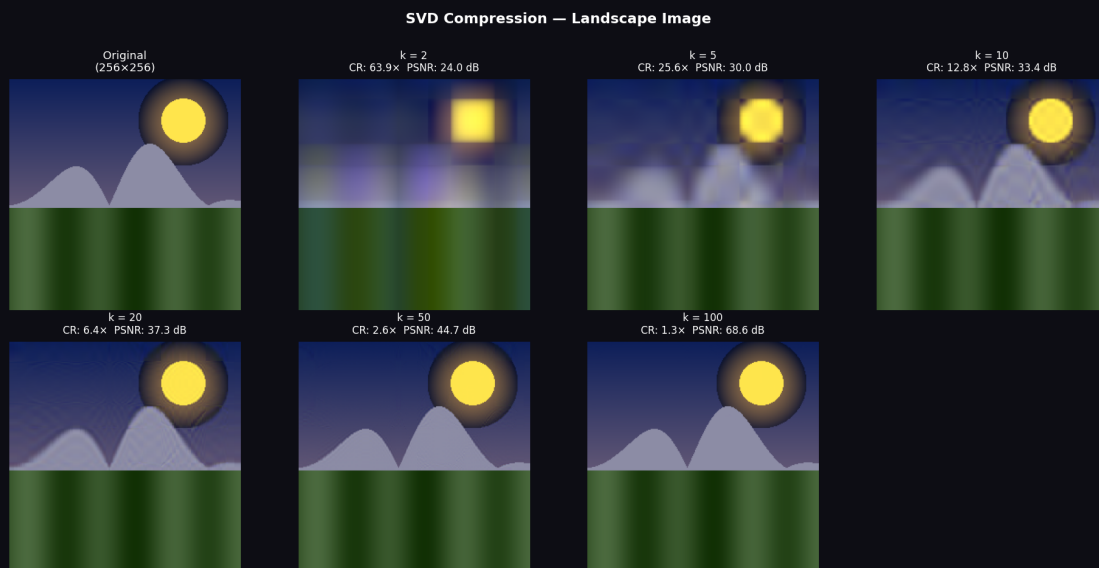 SVD Compression — Landscape Image
Original
(256×256)
k = 2
CR: 63.9×  PSNR: 24.0 dB
k = 5
CR: 25.6×  PSNR: 30.0 dB
k = 10
CR: 12.8×  PSNR: 33.4 dB
k = 20
CR: 6.4×  PSNR: 37.3 dB
k = 50
CR: 2.6×  PSNR: 44.7 dB
k = 100
CR: 1.3×  PSNR: 68.6 dB